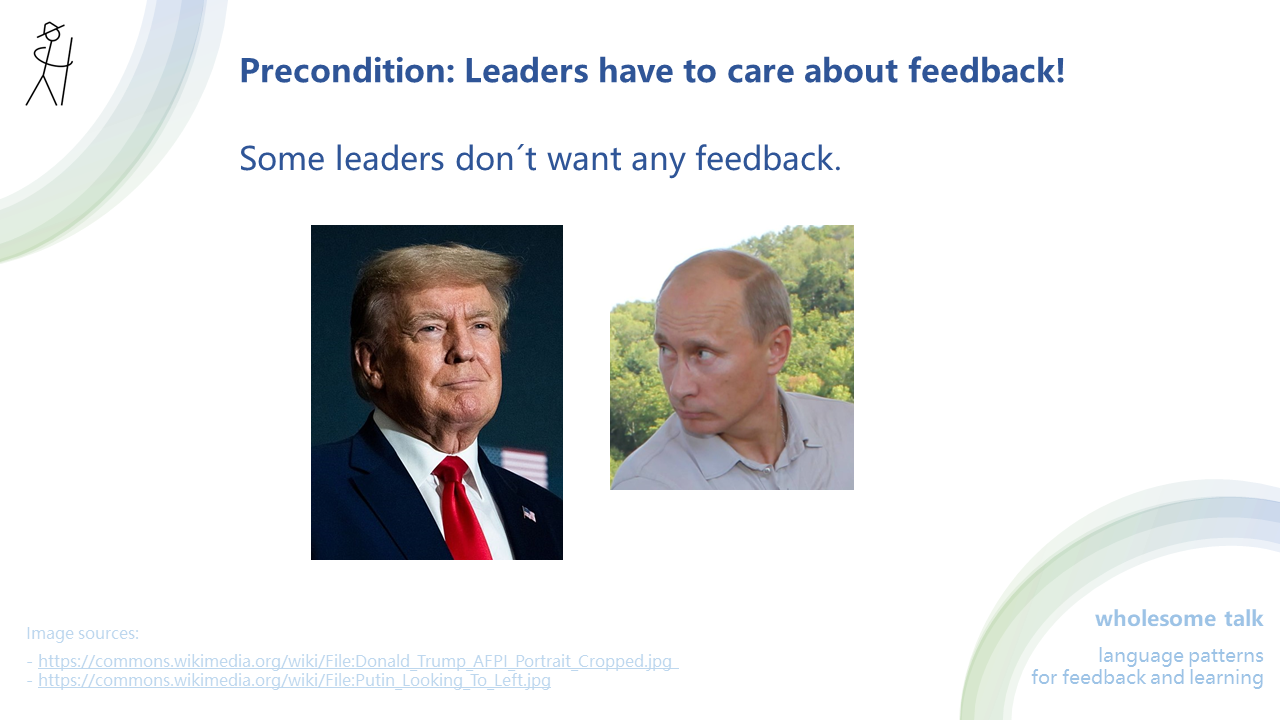 Precondition: Leaders have to care about feedback!
Some leaders don´t want any feedback.
Image sources:
- https://commons.wikimedia.org/wiki/File:Donald_Trump_AFPI_Portrait_Cropped.jpg
- https://commons.wikimedia.org/wiki/File:Putin_Looking_To_Left.jpg
wholesome talk
language patterns
for feedback and learning